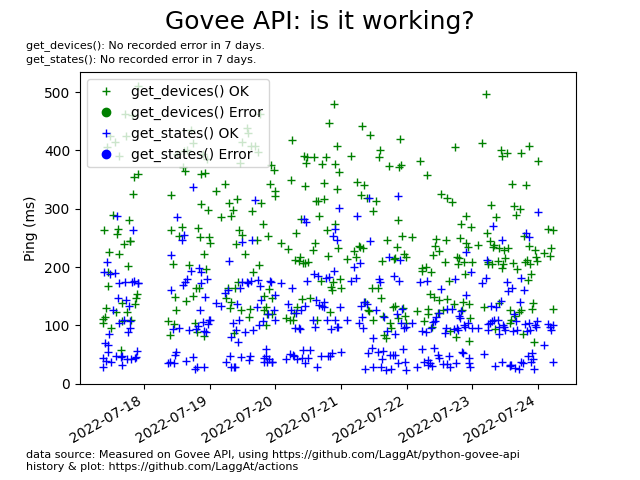 Govee API: is it working?
get_devices(): No recorded error in 7 days.
get_states(): No recorded error in 7 days.
get_devices() OK
get_devices() Error
get_states() OK
get_states() Error
Ping (ms)
500
400
300
200
100
0
2022-07-18
2022-07-19
2022-07-20
2022-07-21
2022-07-22
2022-07-23
2022-07-24
data source: Measured on Govee API, using https://github.com/LaggAt/python-govee-api
history & plot: https://github.com/LaggAt/actions